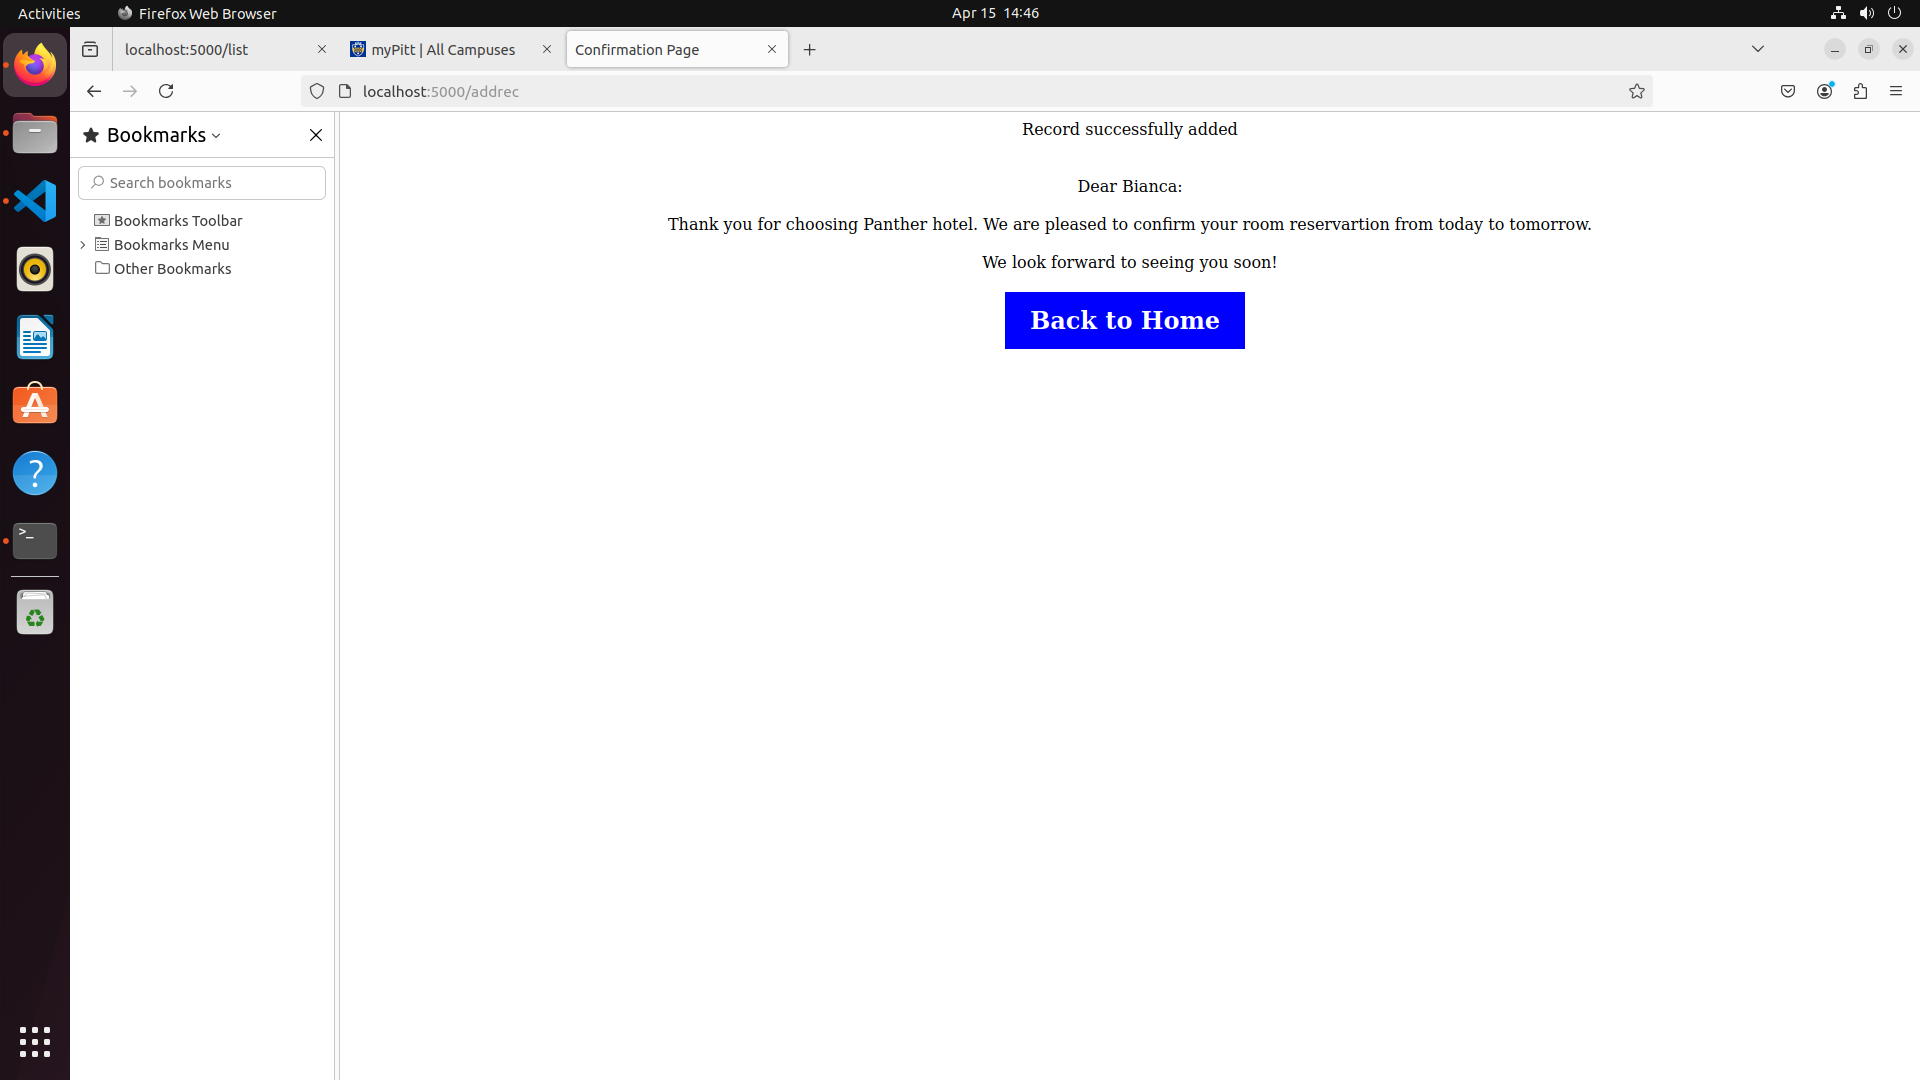 Activities
Firefox Web Browser
Apr 15 14:46
localhost:5000/list
myPitt | All Campuses
Confirmation Page
localhost:5000/addrec
Bookmarks
Search bookmarks
Bookmarks Toolbar
Bookmarks Menu
Other Bookmarks
Record successfully added
Dear Bianca:
Thank you for choosing Panther hotel. We are pleased to confirm your room reservartion from today to tomorrow.
We look forward to seeing you soon!
Back to Home